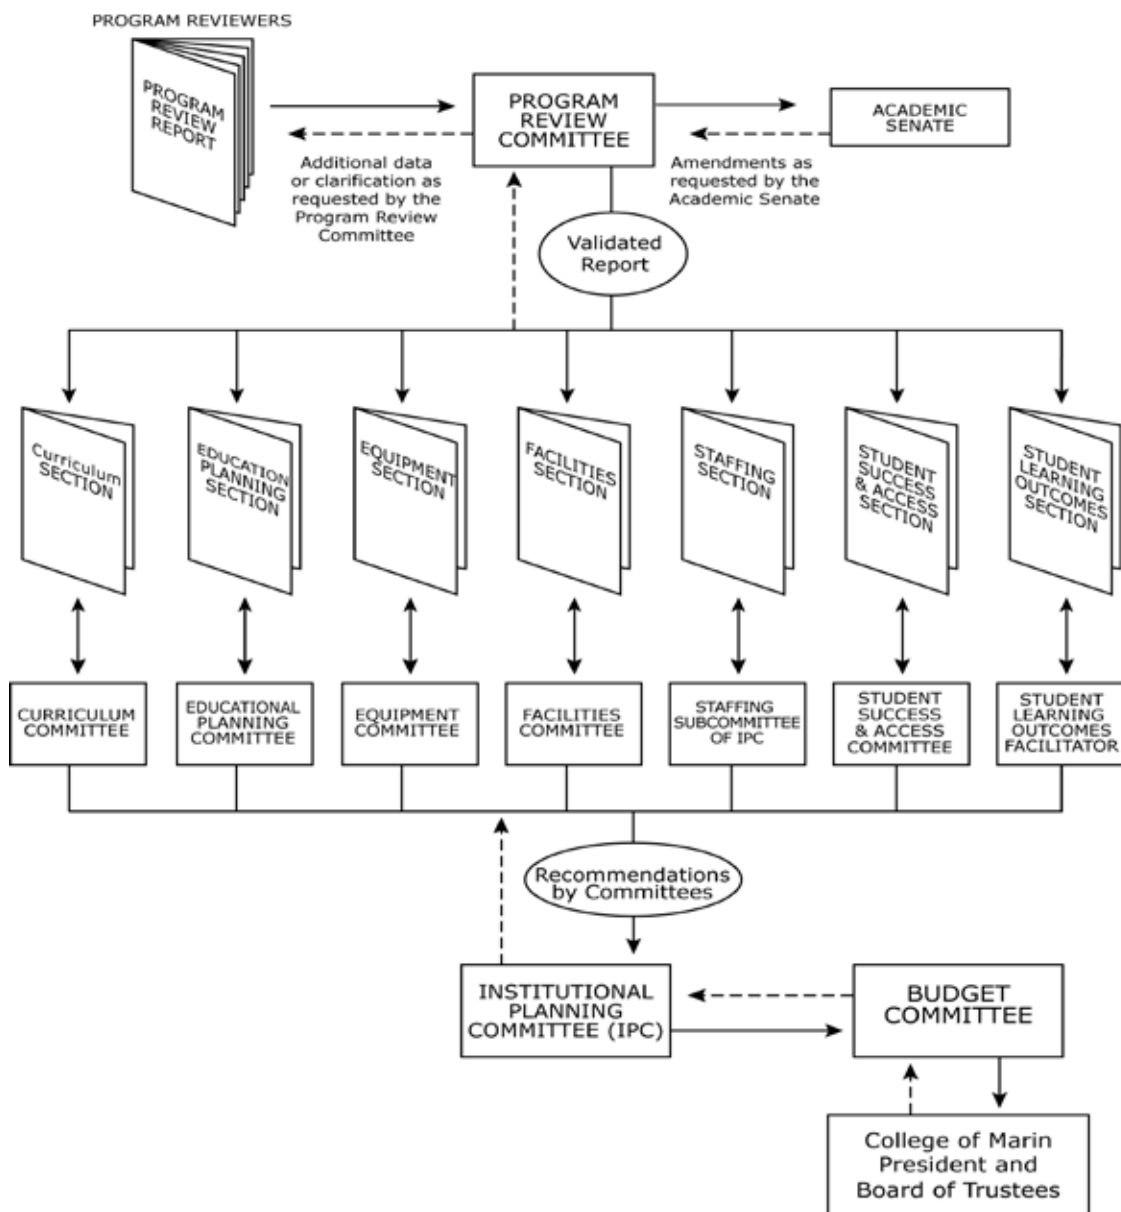 PROGRAM REVIEWERS
PROGRAM
REVIEW
REPORT
PROGRAM
REVIEW
COMMITTEE
ACADEMIC
SENATE
Additional data
or clarification as
requested by the
Program Review
Committee
Amendments as
requested by the
Academic Senate
Validated
Report
Curriculum
SECTION
EDUCATION
PLANNING
SECTION
EQUIPMENT
SECTION
FACILITIES
SECTION
STAFFING
SECTION
STUDENT
SUCCESS
& ACCESS
SECTION
STUDENT
LEARNING
OUTCOMES
SECTION
CURRICULUM
COMMITTEE
EDUCATIONAL
PLANNING
COMMITTEE
EQUIPMENT
COMMITTEE
FACILITIES
COMMITTEE
STAFFING
SUBCOMMITTEE
OF IPC
STUDENT
SUCCESS
& ACCESS
COMMITTEE
STUDENT
LEARNING
OUTCOMES
FACILITATOR
Recommendations
by Committees
INSTITUTIONAL
PLANNING
COMMITTEE (IPC)
BUDGET
COMMITTEE
College of Marin
President and
Board of Trustees